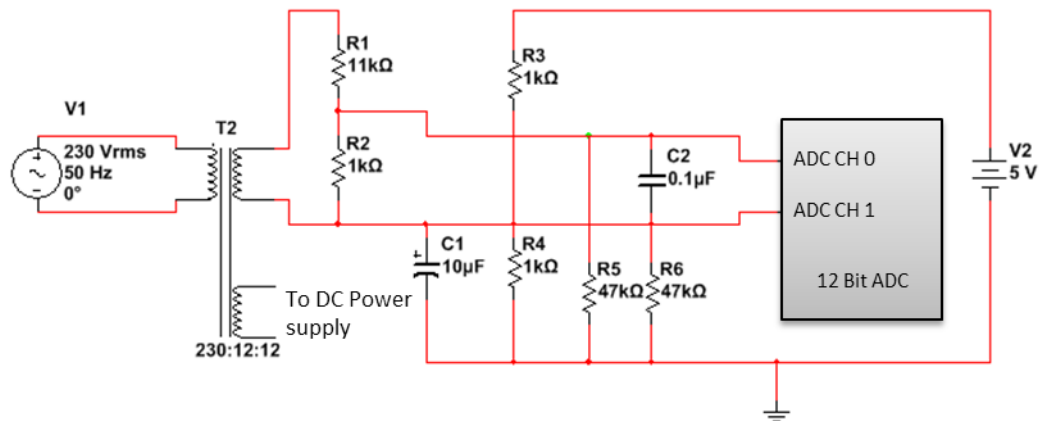 V1
230 Vrms
50 Hz
0°
T2
230:12:12
To DC Power
supply
R1
11kΩ
R2
1kΩ
R3
1kΩ
R4
1kΩ
C1
10µF
R5
47kΩ
R6
47kΩ
C2
0.1µF
ADC CH 0
ADC CH 1
12 Bit ADC
V2
5 V